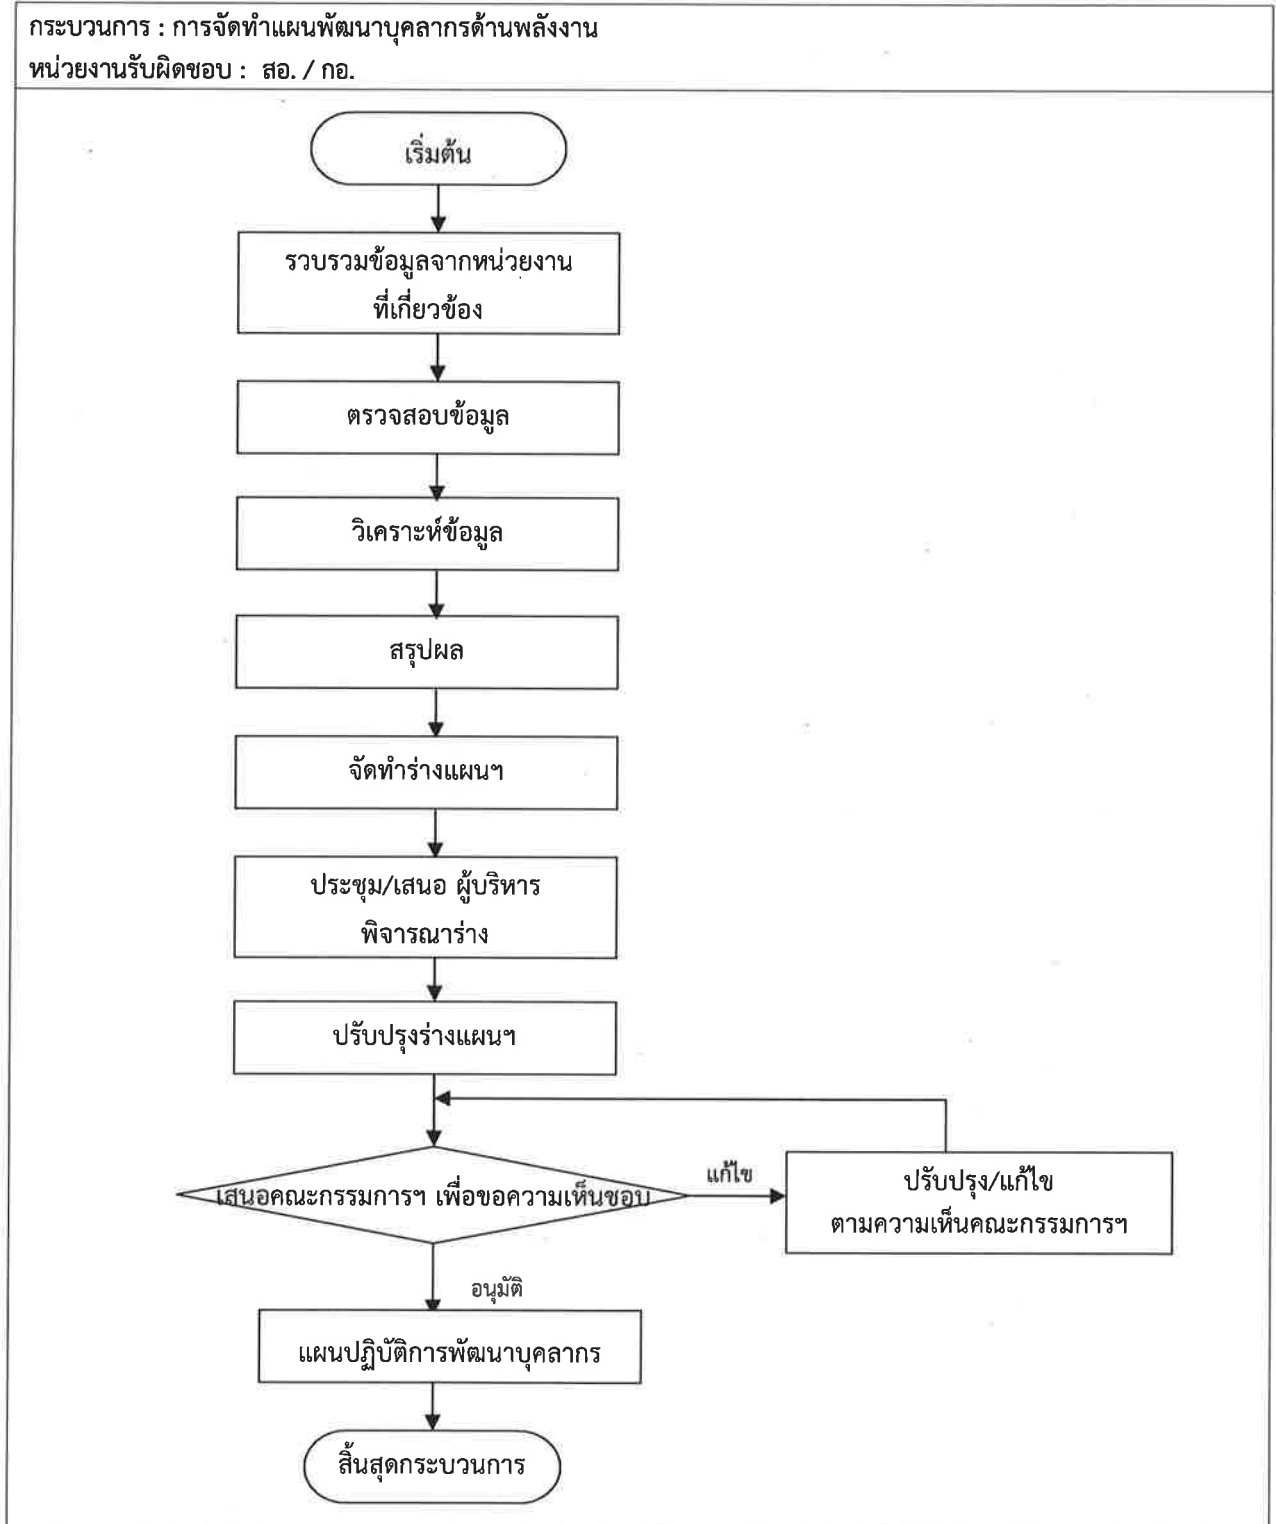 กระบวนการ : การจัดทำแผนพัฒนาบุคลากรด้านพลังงาน
หน่วยงานรับผิดชอบ : สอ. / กอ.
เริ่มต้น
รวบรวมข้อมูลจากหน่วยงาน
ที่เกี่ยวข้อง
ตรวจสอบข้อมูล
วิเคราะห์ข้อมูล
สรุปผล
จัดทำร่างแผนฯ
ประชุม/เสนอ ผู้บริหาร
พิจารณาร่าง
ปรับปรุงร่างแผนฯ
เสนอคณะกรรมการฯ เพื่อขอความเห็นชอบ
แก้ไข
ปรับปรุง/แก้ไข
ตามความเห็นคณะกรรมการฯ
อนุมัติ
แผนปฏิบัติการพัฒนาบุคลากร
สิ้นสุดกระบวนการ